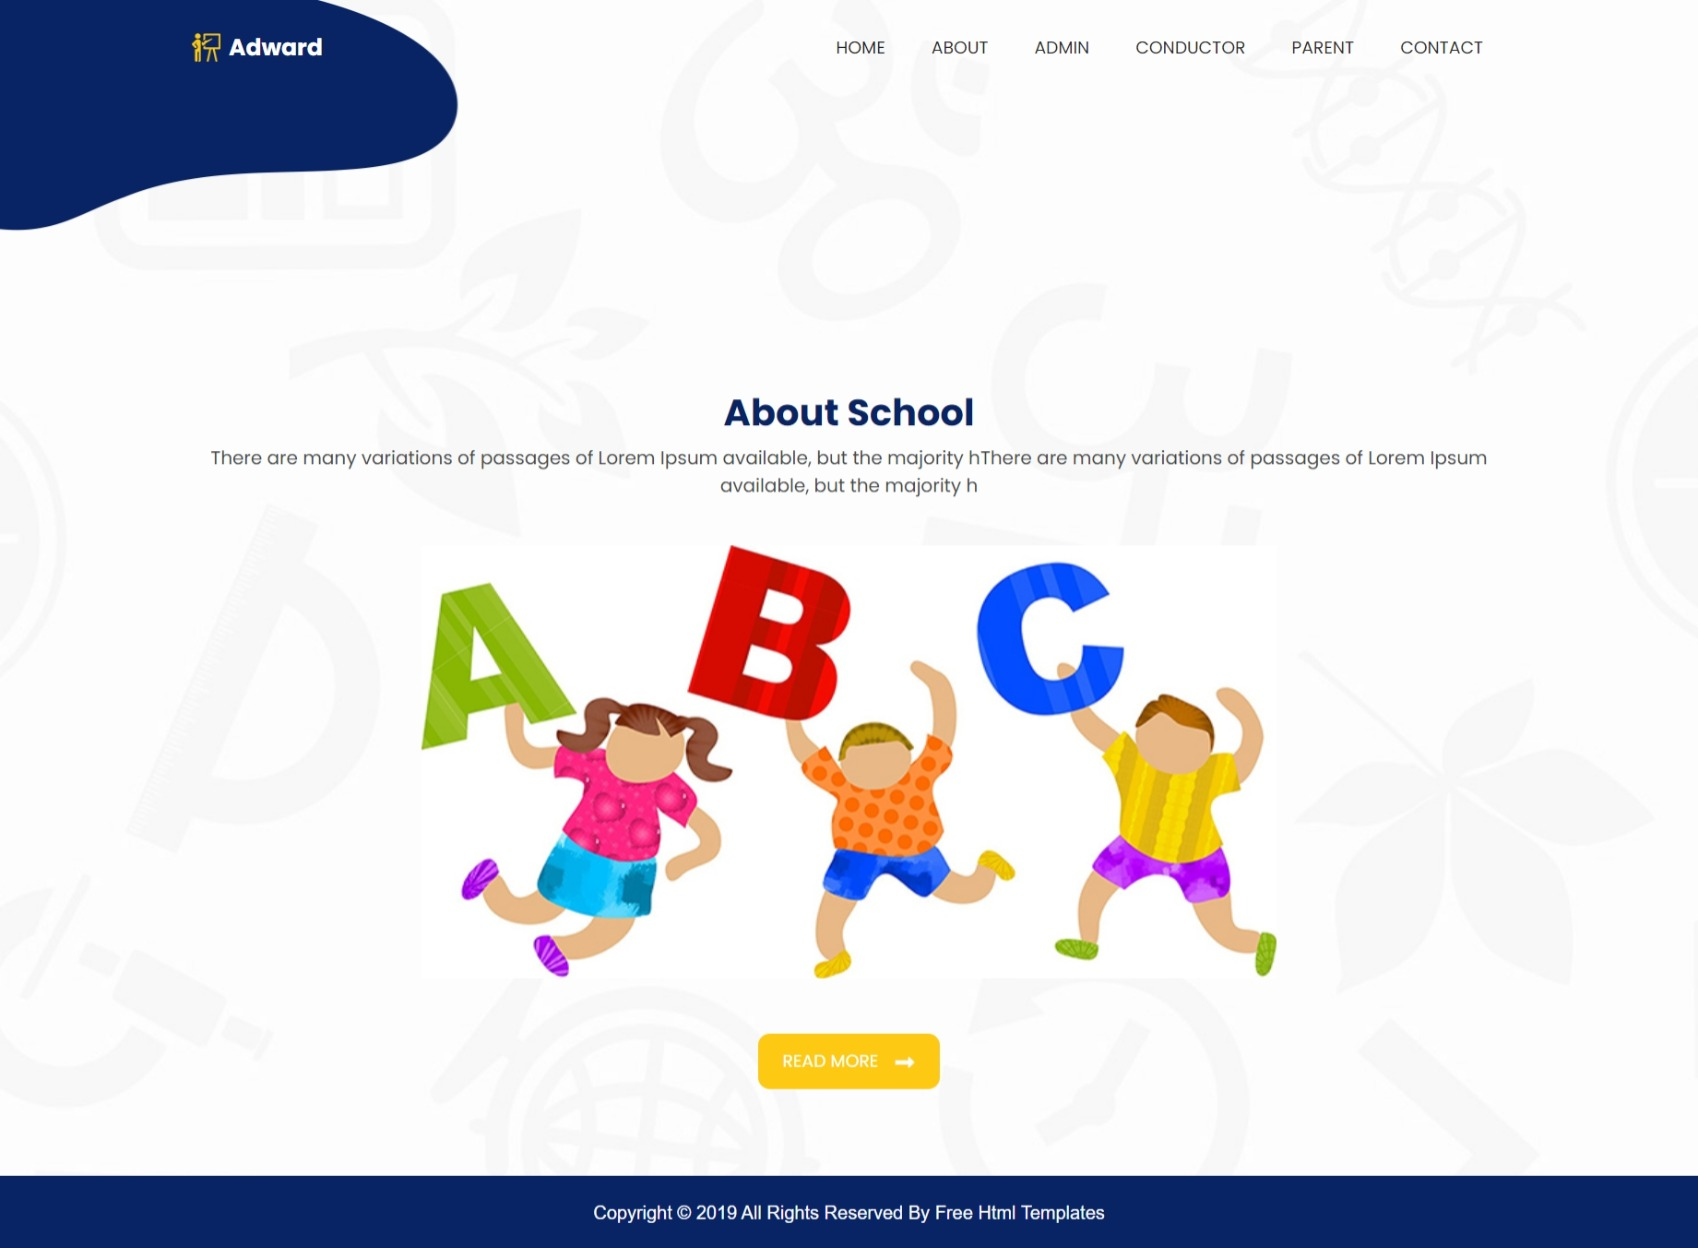 Adward
HOME ABOUT ADMIN CONDUCTOR PARENT CONTACT
About School
There are many variations of passages of Lorem Ipsum available, but the majority hThere are many variations of passages of Lorem Ipsum
available, but the majority h
A B C
READ MORE
Copyright © 2019 All Rights Reserved By Free Html Templates